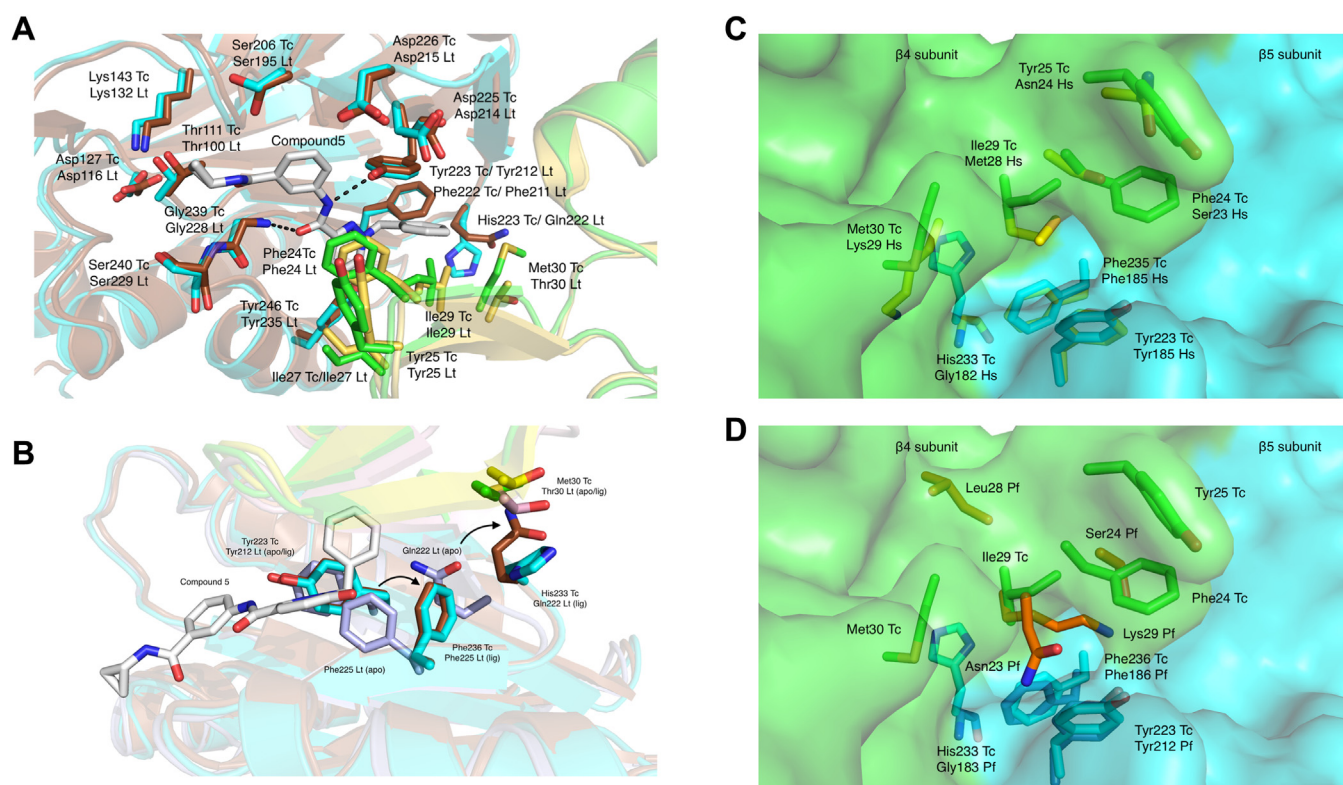 A
Ser206 Tc
Ser195 Lt
Asp226 Tc
Asp215 Lt
Lys143 Tc
Lys132 Lt
Asp225 Tc
Asp214 Lt
Thr111 Tc
Thr100 Lt
Compound5
Asp127 Tc
Asp116 Lt
Tyr223 Tc/ Tyr212 Lt
Phe222 Tc/ Phe211 Lt
Gly239 Tc
Gly228 Lt
His223 Tc/ Gln222 Lt
Phe24Tc
Phe24 Lt
Met30 Tc
Thr30 Lt
Ser240 Tc
Ser229 Lt
Tyr246 Tc
Tyr235 Lt
Ile29 Tc
Ile29 Lt
Tyr25 Tc
Tyr25 Lt
Ile27 Tc/Ile27 Lt
B
Met30 Tc
Thr30 Lt (apo/lig)
Tyr223 Tc
Tyr212 Lt (apo/lig)
Gln222 Lt (apo)
Compound 5
His233 Tc
Gln222 Lt (lig)
Phe236 Tc
Phe225 Lt (lig)
Phe225 Lt (apo)
C
β4 subunit
β5 subunit
Tyr25 Tc
Asn24 Hs
Ile29 Tc
Met28 Hs
Phe24 Tc
Ser23 Hs
Met30 Tc
Lys29 Hs
Phe235 Tc
Phe185 Hs
Tyr223 Tc
Tyr185 Hs
His233 Tc
Gly182 Hs
D
β4 subunit
β5 subunit
Leu28 Pf
Tyr25 Tc
Ser24 Pf
Ile29 Tc
Phe24 Tc
Met30 Tc
Lys29 Pf
Asn23 Pf
Phe236 Tc
Phe186 Pf
Tyr223 Tc
Tyr212 Pf
His233 Tc
Gly183 Pf